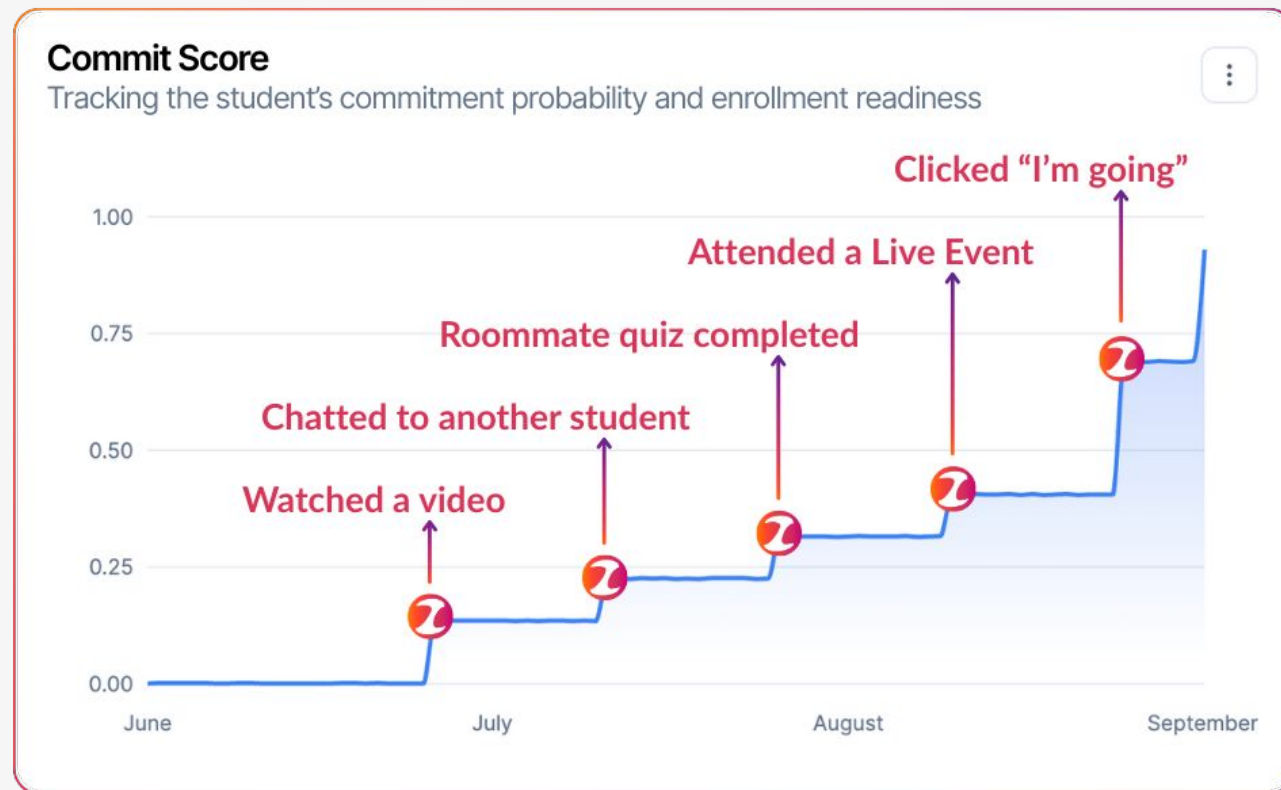 Commit Score
Tracking the student's commitment probability and enrollment readiness
Clicked “I’m going”
1.00
Attended a Live Event
0.75
Roommate quiz completed
0.50
Chatted to another student
Watched a video
0.25
0.00
June
July
August
September